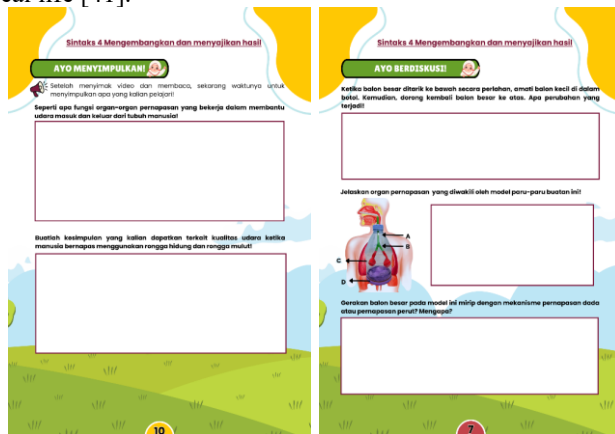 cal life [41].
Sintaks 4 Mengembangkan dan menyajikan hasil
AYO MENYIMPULKAN!
Setelah menyimak video dan membaca, sekarang waktunya untuk
menyimpulkan apa yang kalian pelajari!
Seperti apa fungsi organ-organ pernapasan yang bekerja dalam membantu
udara masuk dan keluar dari tubuh manusia!
Buatlah kesimpulan yang kalian dapatkan terkait kualitas udara ketika
manusia bernapas menggunakan rongga hidung dan rongga mulut!
10
Sintaks 4 Mengembangkan dan menyajikan hasil
AYO BERDISKUSI!
Ketika balon besar ditarik ke bawah secara perlahan, amati balon kecil di dalam
botol. Kemudian, dorong kembali balon besar ke atas. Apa perubahan yang
terjadi!
Jelaskan organ pernapasan yang diwakili oleh model paru-paru buatan ini!
A
B
C
D
Gerakan balon besar pada model ini mirip dengan mekanisme pernapasan dada
atau pernapasan perut? Mengapa?
7